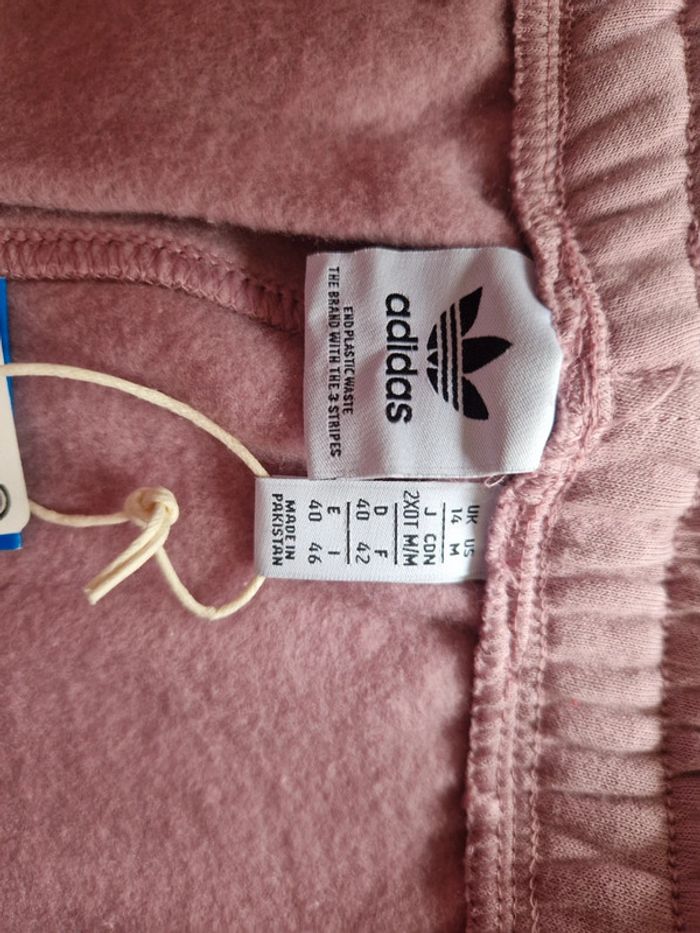 adidas
END PLASTIC WASTE
THE BRAND WITH THE 3 STRIPES
UK US
14 M
J CDN
2XOT M/M
D F
40 42
E I
40 46
MADE IN
PAKISTAN